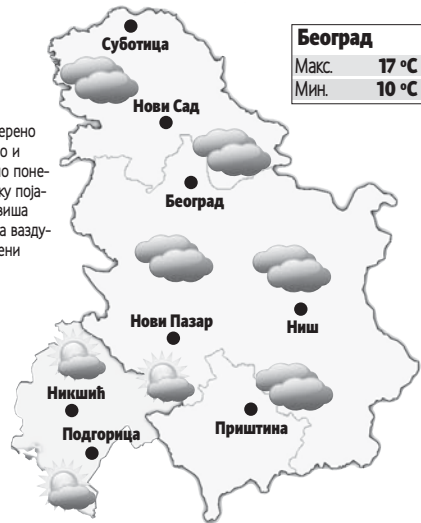 Суботица
Београд
Макс. 17 °C
Мин. 10 °C
Нови Сад
и
Београд
Нови Пазар
Ниш
Никшић
Подгорица
Приштина